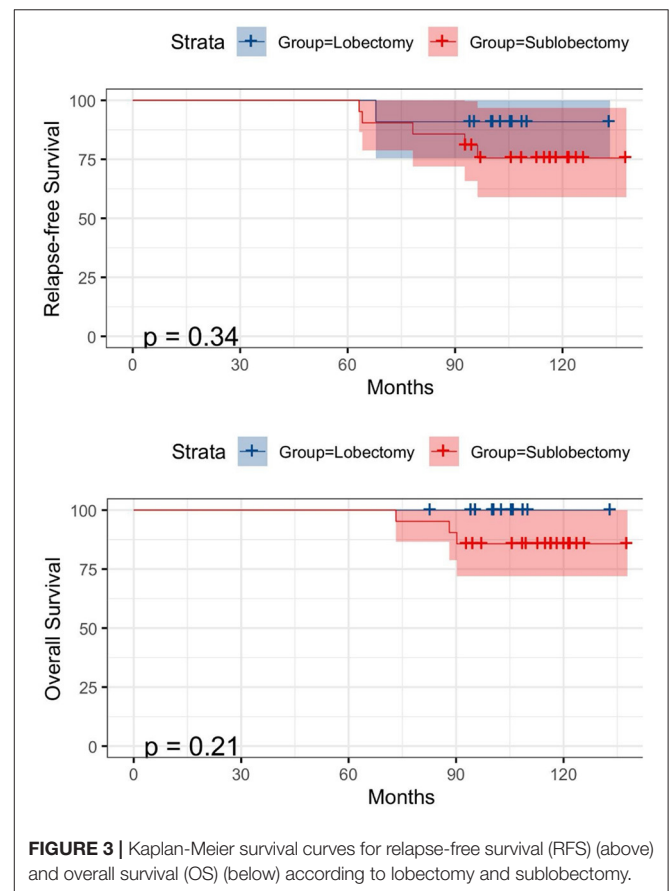 Strata Group=Lobectomy Group=Sublobectomy
Relapse-free Survival
100
75
50
25
0
p = 0.34
0 30 60 90 120
Months
Strata Group=Lobectomy Group=Sublobectomy
Overall Survival
100
75
50
25
0
p = 0.21
0 30 60 90 120
Months
FIGURE 3 | Kaplan-Meier survival curves for relapse-free survival (RFS) (above)
and overall survival (OS) (below) according to lobectomy and sublobectomy.